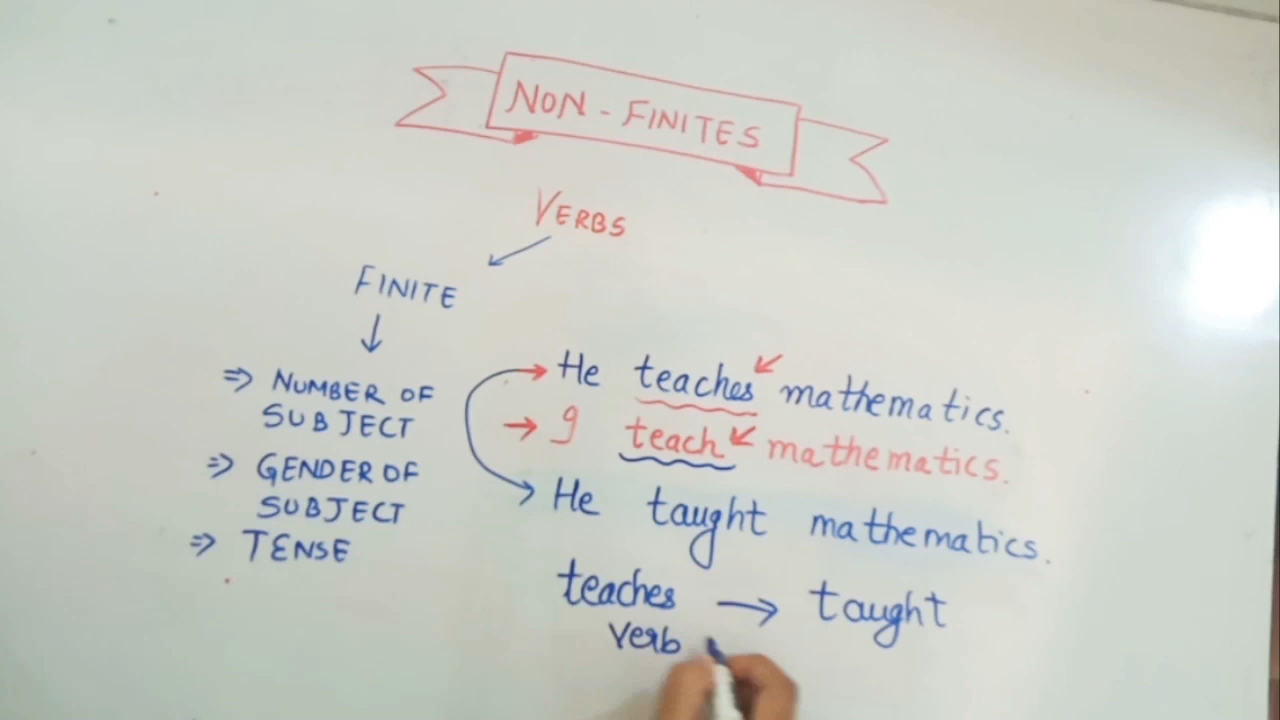 NON - FINITES
VERBS
FINITE
⇒ NUMBER OF
SUBJECT
⇒ GENDER OF
SUBJECT
⇒ TENSE
He teaches mathematics.
I teach mathematics.
He taught mathematics.
teaches → taught
verb